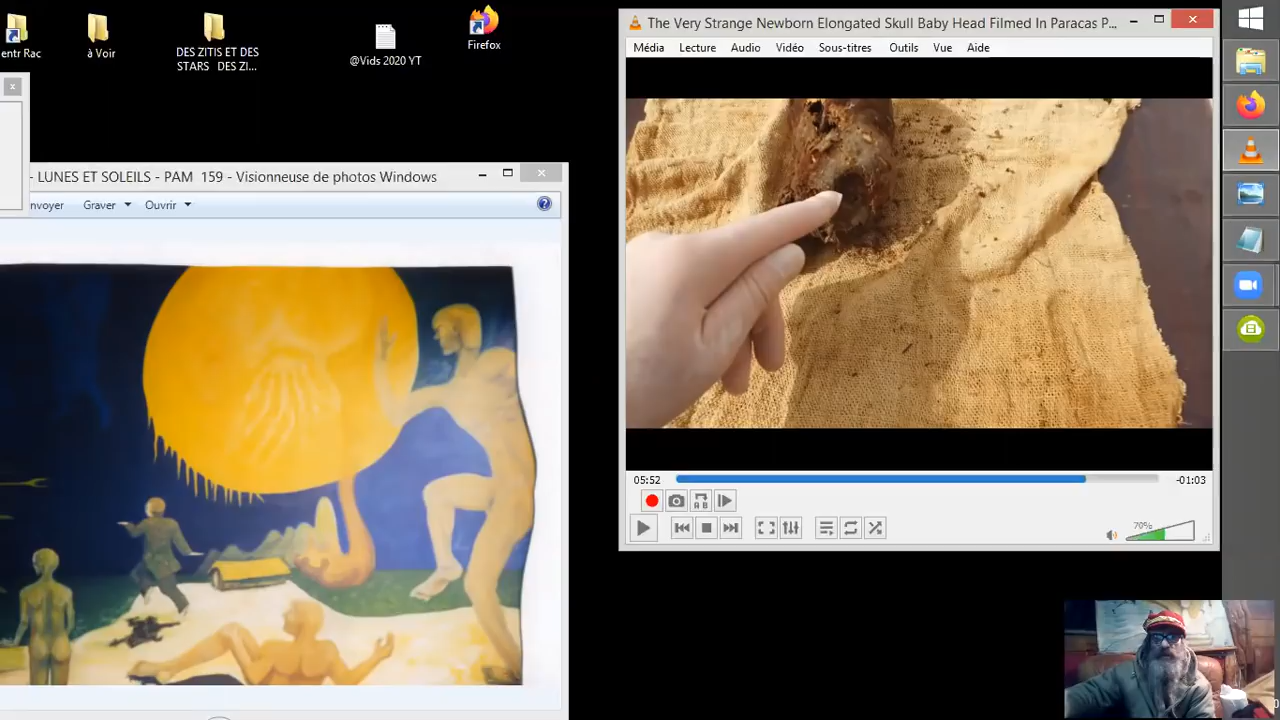 entr Rac
à Voir
DES ZITIS ET DES
STARS DES ZI...
@Vids 2020 YT
Firefox
The Very Strange Newborn Elongated Skull Baby Head Filmed In Paracas P...
Média Lecture Audio Vidéo Sous-titres Outils Vue Aide
- LUNES ET SOLEILS - PAM 159 - Visionneuse de photos Windows
nvoyer Graver Ouvrir
05:52
-01:03
70%